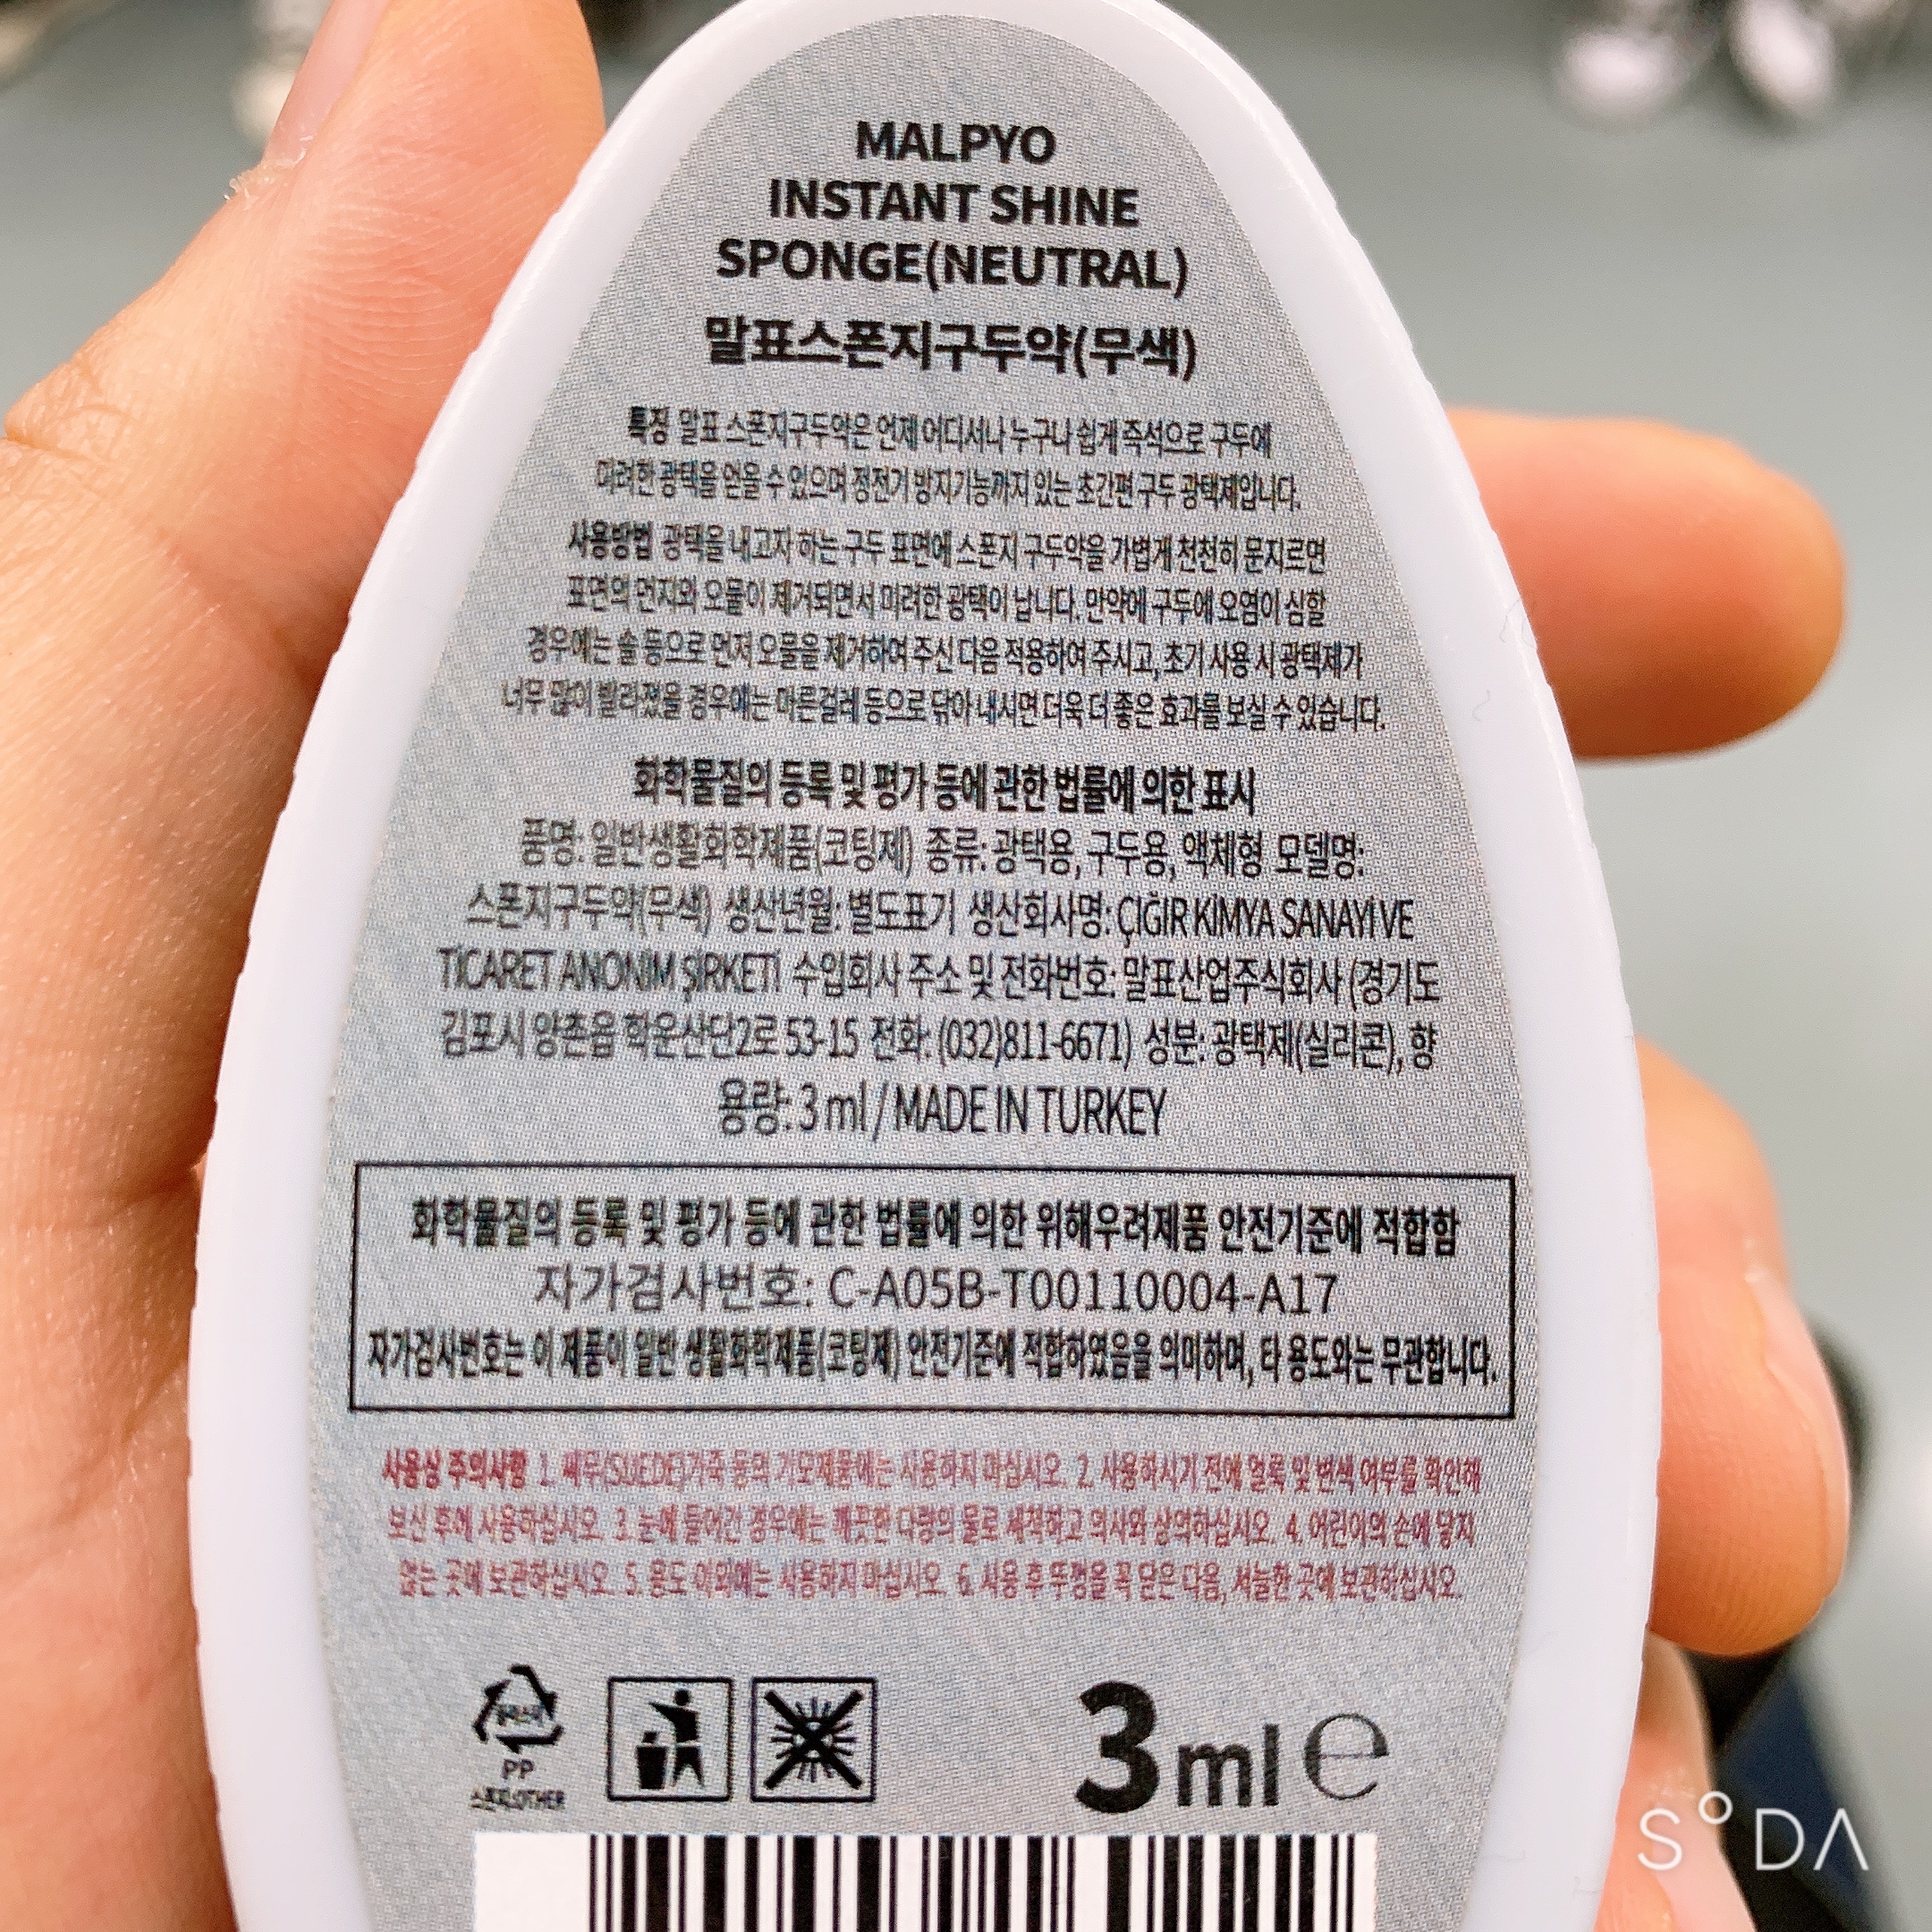 MALPYO
INSTANT SHINE
SPONGE(NEUTRAL)
말표스폰지구두약(무색)
특징 말표 스폰지구두약은 언제 어디서나 누구나 쉽게 즉석으로 구두에
미려한 광택을 얻을 수 있으며 정전기 방지기능까지 있는 초간편 구두 광택제입니다.
사용방법 광택을 내고자 하는 구두 표면에 스폰지 구두약을 가볍게 천천히 문지르면
표면의 먼지와 오물이 제거되면서 미려한 광택이 납니다. 만약에 구두에 오염이 심할
경우에는 솔 등으로 먼저 오물을 제거하여 주신 다음 적용하여 주시고, 초기 사용 시 광택제가
너무 많이 발라졌을 경우에는 마른걸레 등으로 닦아 내시면 더욱 더 좋은 효과를 보실 수 있습니다.
화학물질의 등록 및 평가 등에 관한 법률에 의한 표시
품명: 일반생활화학제품(코팅제) 종류: 광택용, 구두용, 액체형 모델명:
스폰지구두약(무색) 생산년월: 별도표기 생산회사명: ÇIĞIR KİMYA SANAYİ VE
TİCARET ANONİM ŞİRKETİ 수입회사 주소 및 전화번호: 말표산업주식회사 (경기도
김포시 양촌읍 학운산단2로 53-15 전화: (032)811-6671) 성분: 광택제(실리콘), 향
용량: 3 ml / MADE IN TURKEY
화학물질의 등록 및 평가 등에 관한 법률에 의한 위해우려제품 안전기준에 적합함
자가검사번호: C-A05B-T00110004-A17
자가검사번호는 이 제품이 일반 생활화학제품(코팅제) 안전기준에 적합하였음을 의미하며, 타 용도와는 무관합니다.
사용상 주의사항 1. 쎄무(SUEDE)가죽 등의 기모제품에는 사용하지 마십시오. 2. 사용하시기 전에 얼룩 및 변색 여부를 확인해
보신 후에 사용하십시오. 3. 눈에 들어간 경우에는 깨끗한 다량의 물로 세척하고 의사와 상의하십시오. 4. 어린이의 손에 닿지
않는 곳에 보관하십시오. 5. 용도 이외에는 사용하지 마십시오. 6. 사용 후 뚜껑을 꼭 닫은 다음, 서늘한 곳에 보관하십시오.
플라스틱
PP
스폰지:OTHER
3 ml ℮
SODA